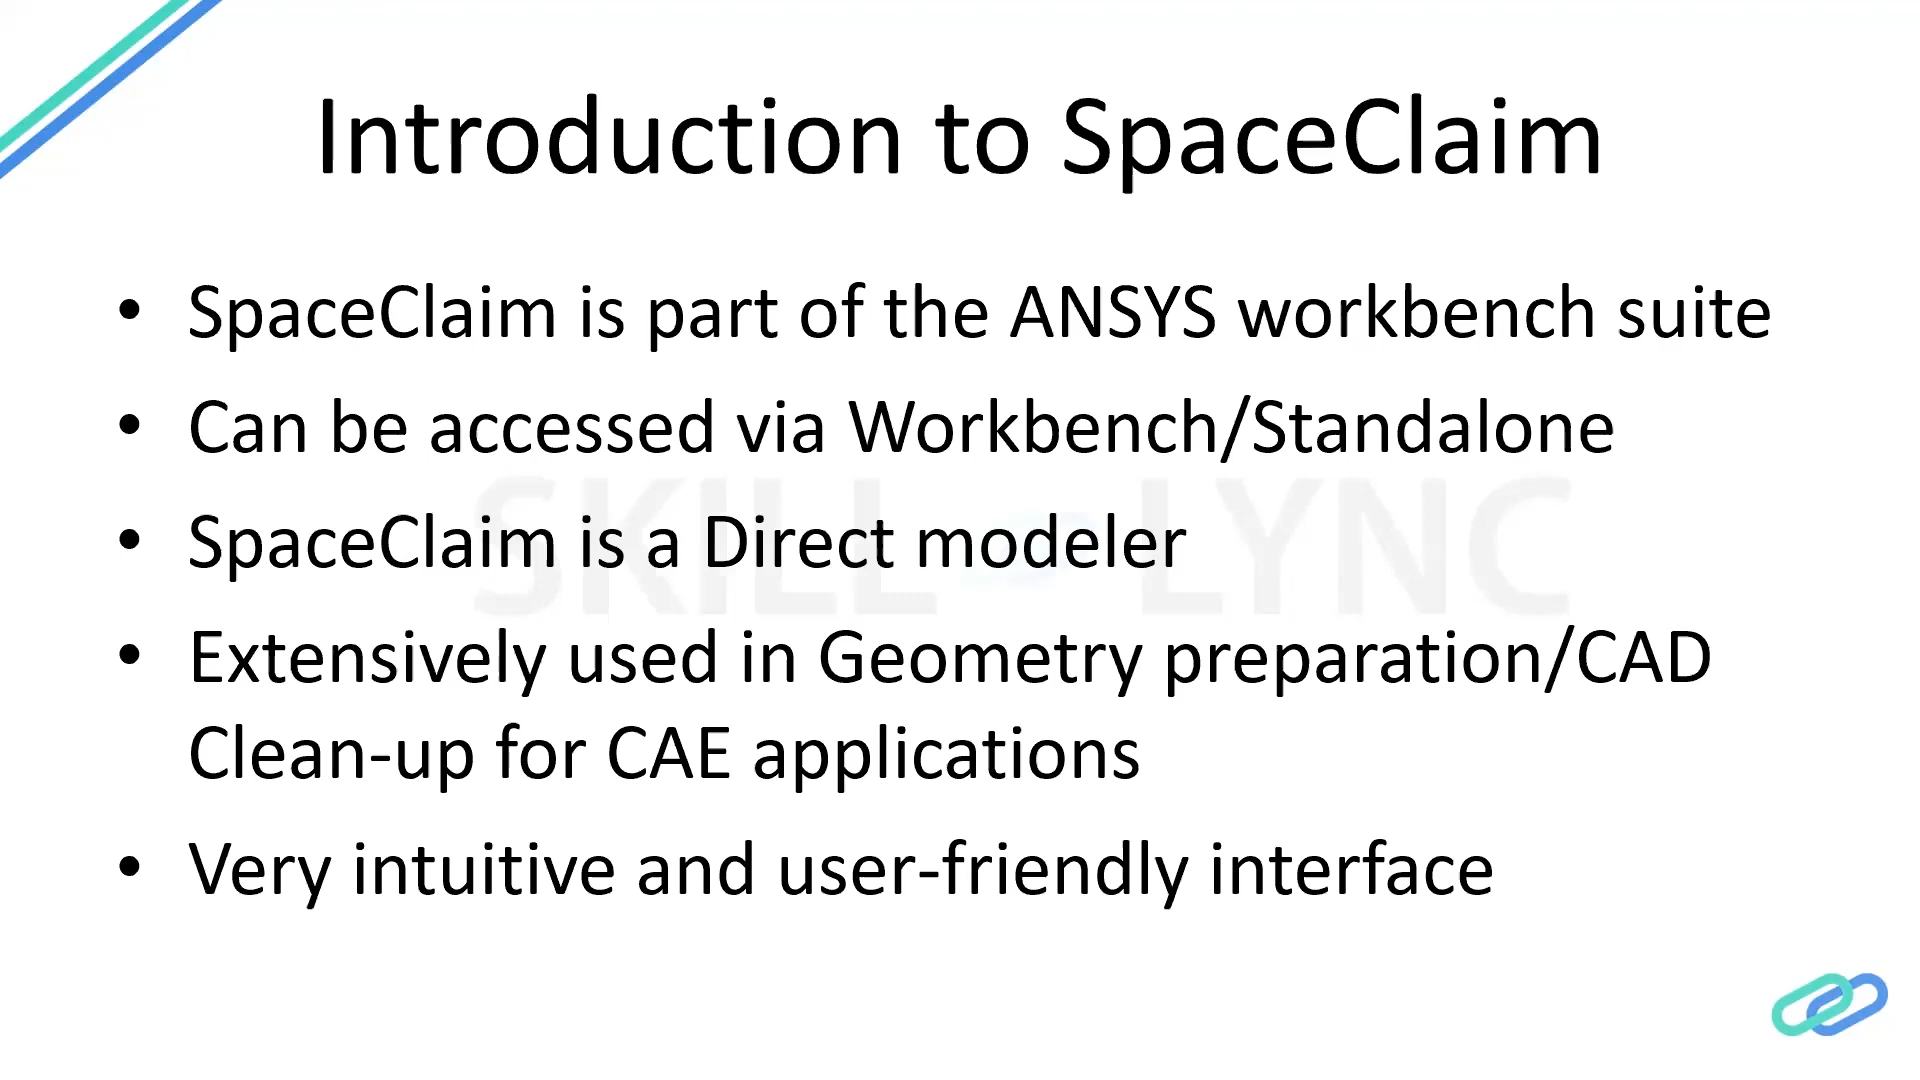 Introduction to SpaceClaim
• SpaceClaim is part of the ANSYS workbench suite
• Can be accessed via Workbench/Standalone
• SpaceClaim is a Direct modeler
SKILL-LYNC
• Extensively used in Geometry preparation/CAD
Clean-up for CAE applications
• Very intuitive and user-friendly interface